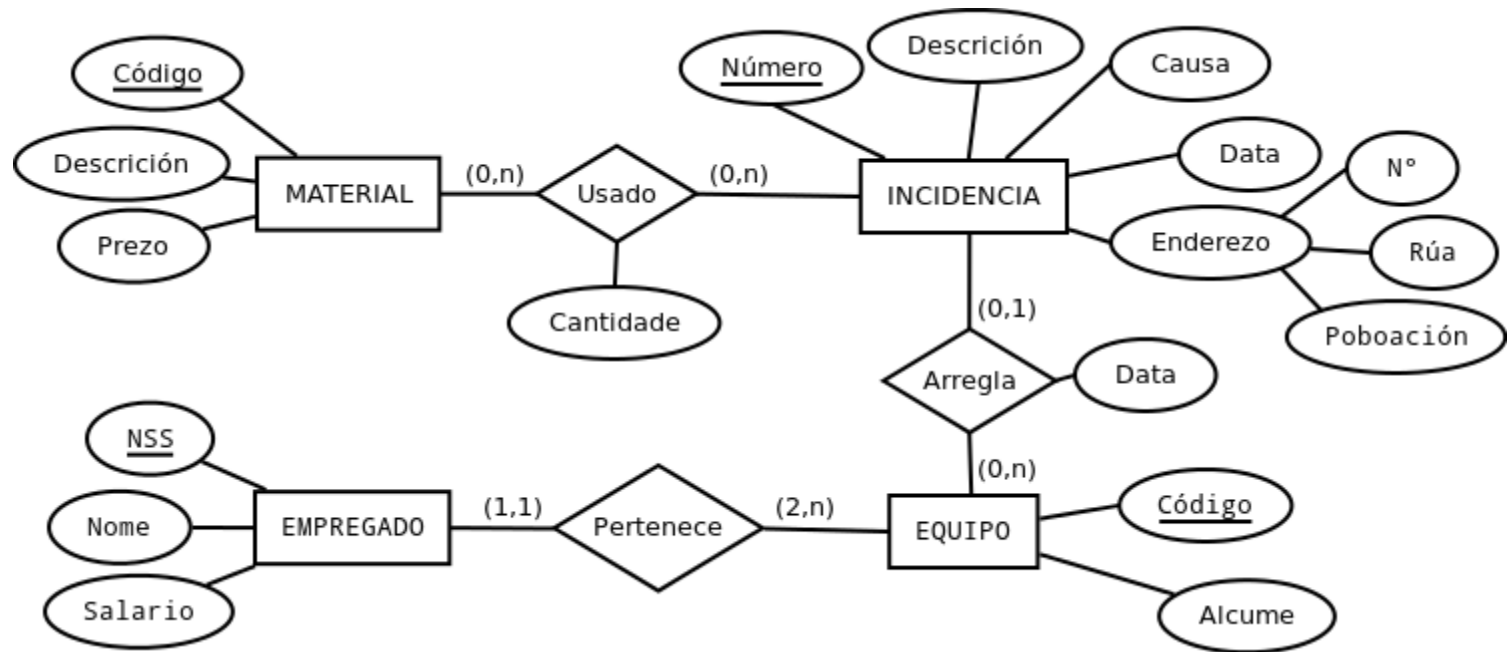 Código
Descrición
Prezo
MATERIAL
(0,n)
Usado
(0,n)
Cantidade
Número
Descrición
Causa
Data
INCIDENCIA
Enderezo
N°
Rúa
Poboación
(0,1)
Arregla
Data
(0,n)
NSS
Nome
Salario
EMPREGADO
(1,1)
Pertenece
(2,n)
EQUIPO
Código
Alcume